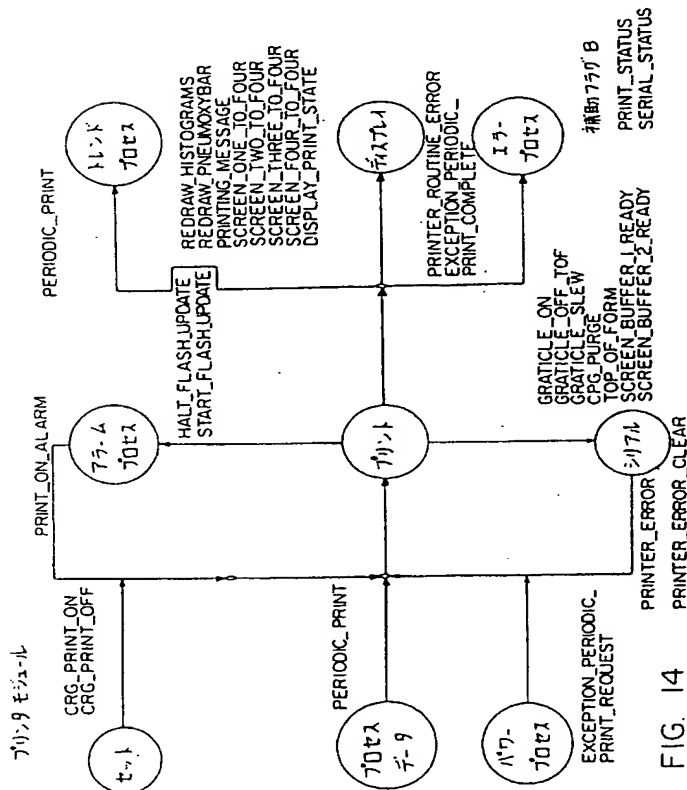 プリンタ モジュール
PRINT_ON_ALARM
CRG_PRINT_ON
CRG_PRINT_OFF
セット
アラーム
プロセス
HALT_FLASH_UPDATE
START_FLASH_UPDATE
PERIODIC_PRINT
トレンド
プロセス
REDRAW_HISTOGRAMS
REDRAW_PNEUMOXYBAR
PRINTING_MESSAGE
SCREEN_ONE_TO_FOUR
SCREEN_TWO_TO_FOUR
SCREEN_THREE_TO_FOUR
SCREEN_FOUR_TO_FOUR
DISPLAY_PRINT_STATE
PERIODIC_PRINT
プロセス
データ
プリント
ディスプレイ
PRINTER_ROUTINE_ERROR
EXCEPTION_PERIODIC_
PRINT_COMPLETE
パワー
プロセス
EXCEPTION_PERIODIC_
PRINT_REQUEST
GRATICLE_ON
GRATICLE_OFF_TOF
GRATICLE_SLEW
CPG_PURGE
TOP_OF_FORM
SCREEN_BUFFER_1_READY
SCREEN_BUFFER_2_READY
シリアル
PRINTER_ERROR
PRINTER_ERROR_CLEAR
エラー
プロセス
補助フラグ B
PRINT_STATUS
SERIAL_STATUS
FIG. 14